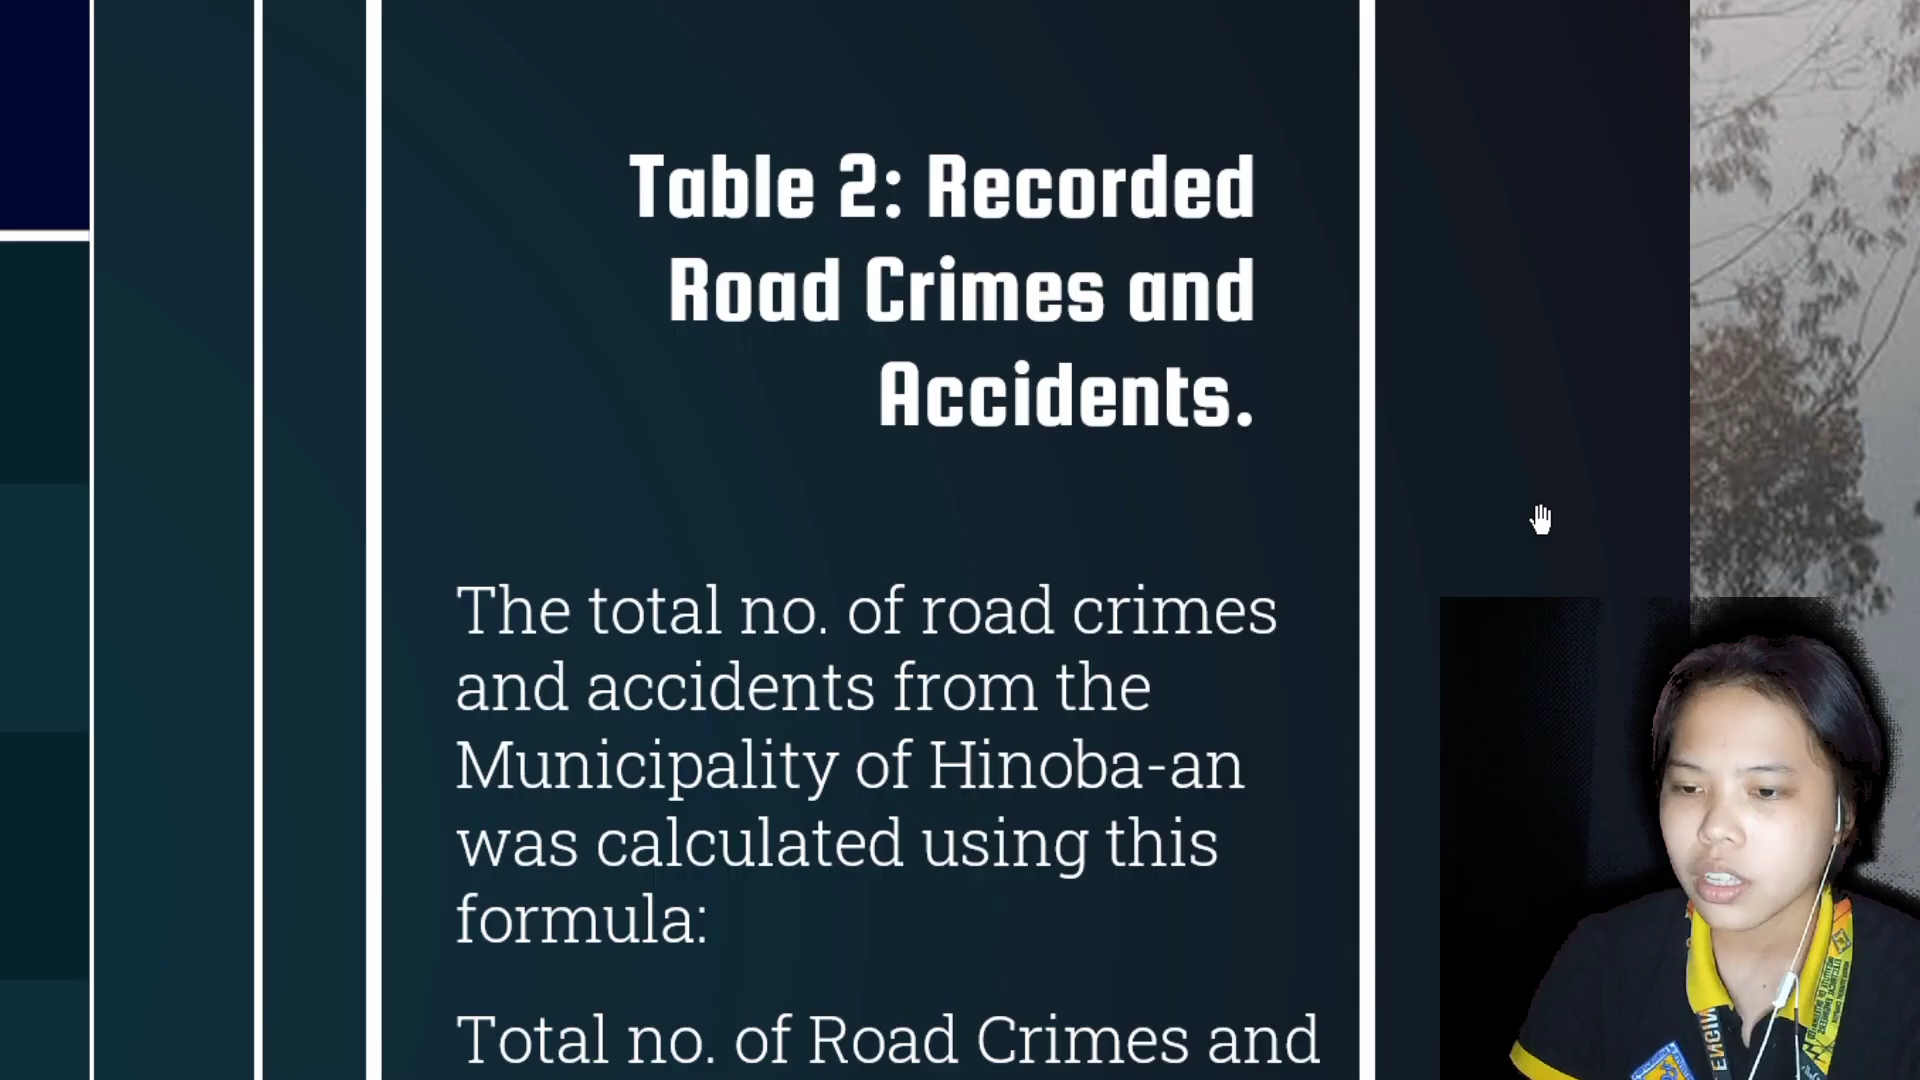 Table 2: Recorded
Road Crimes and
Accidents.
The total no. of road crimes
and accidents from the
Municipality of Hinoba-an
was calculated using this
formula:
Total no. of Road Crimes and